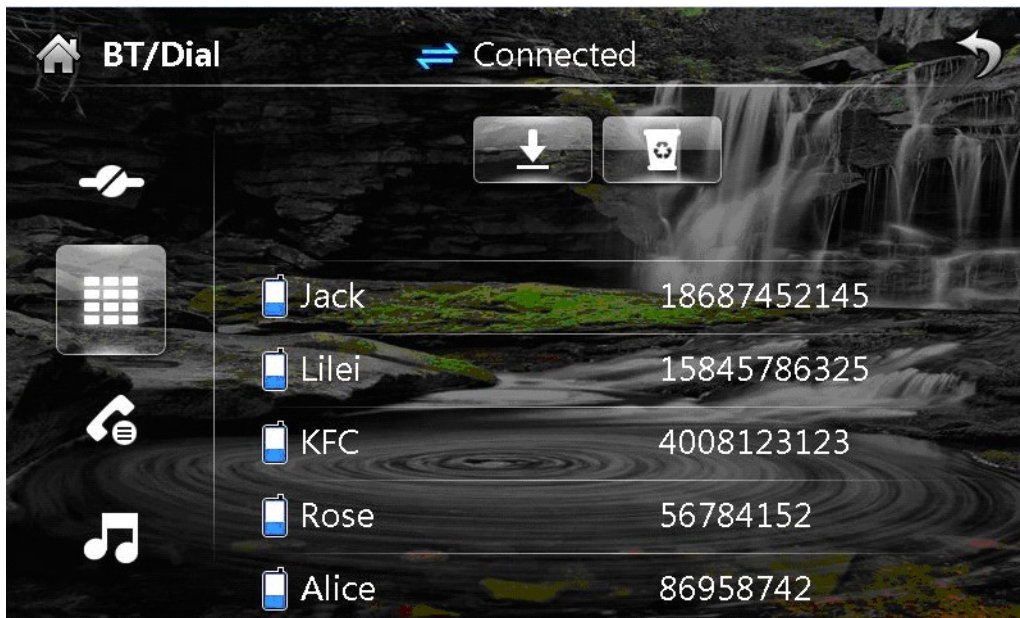 BT/Dial Connected
Jack 18687452145
Lilei 15845786325
KFC 4008123123
Rose 56784152
Alice 86958742